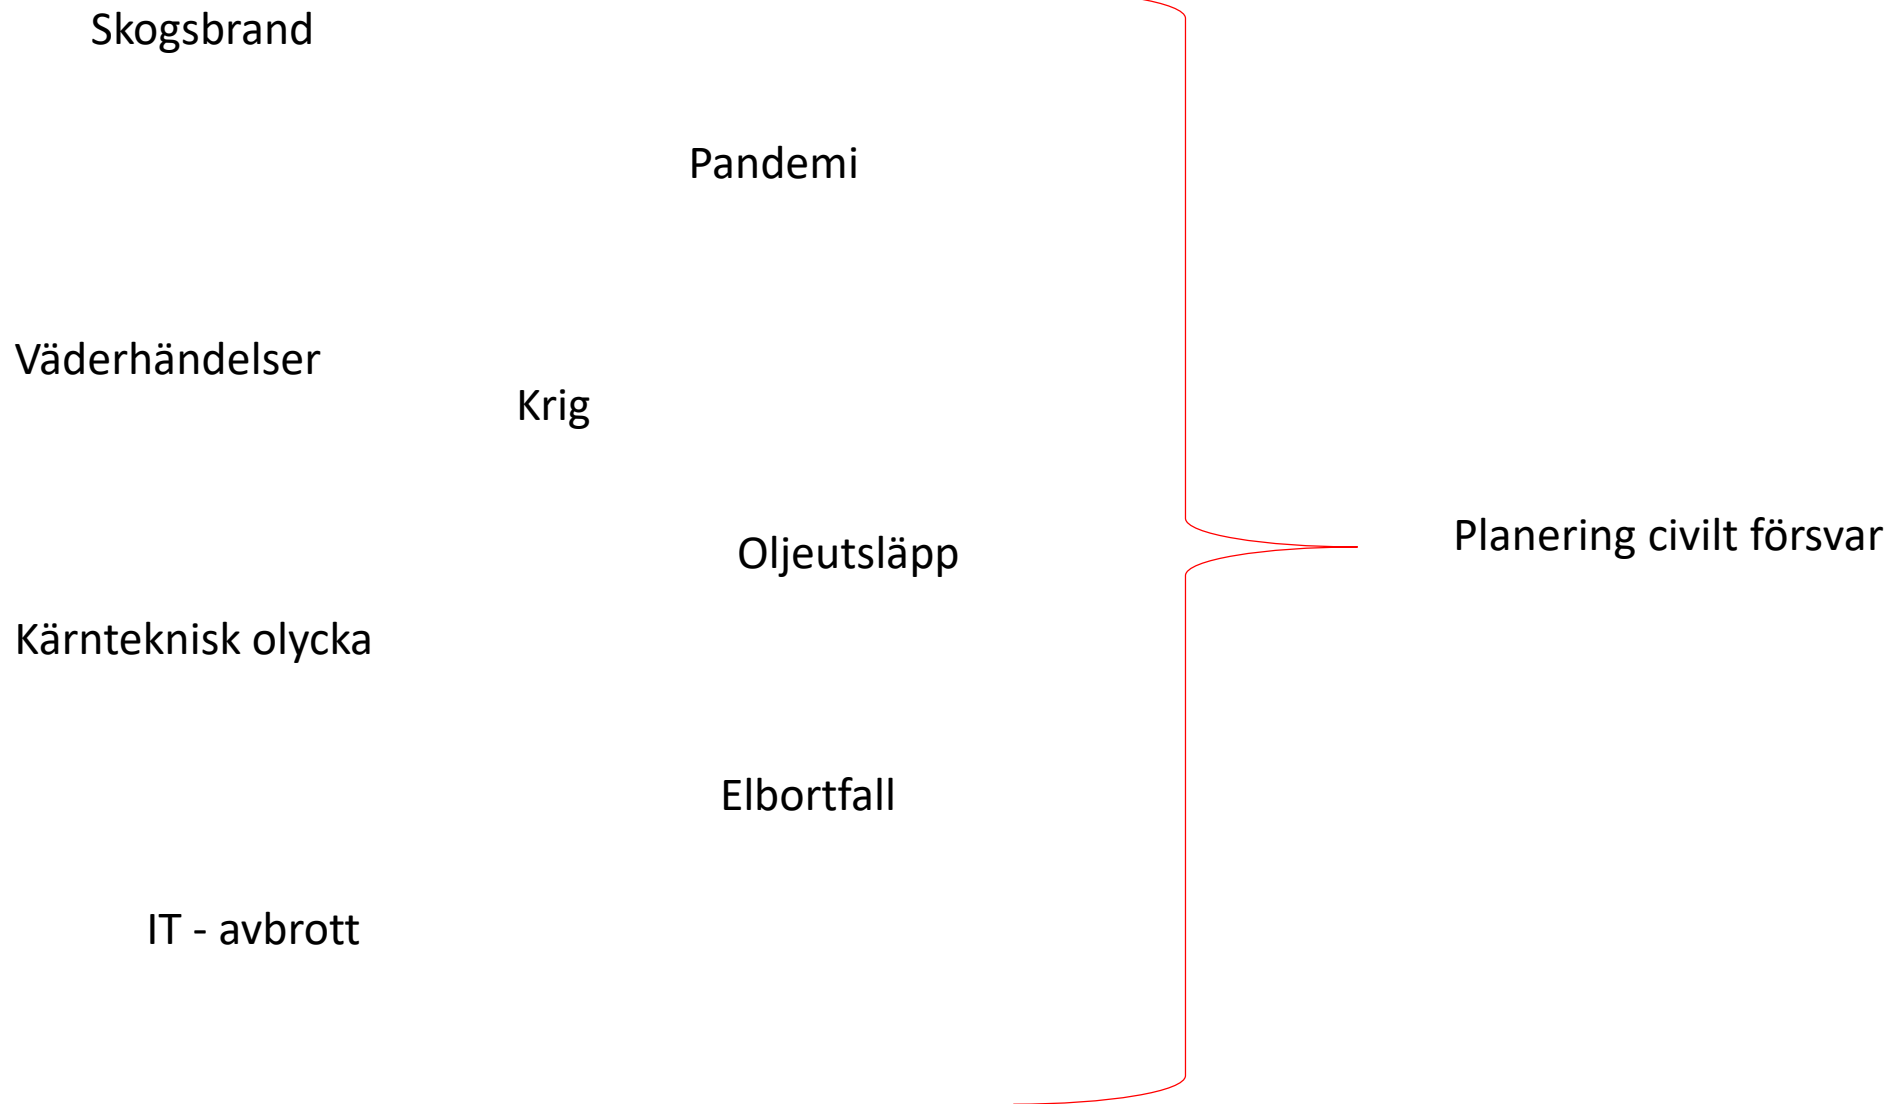 Skogsbrand
Pandemi
Väderhändelser
Krig
Oljeutsläpp
Planering civilt försvar
Kärnteknisk olycka
Elbortfall
IT - avbrott